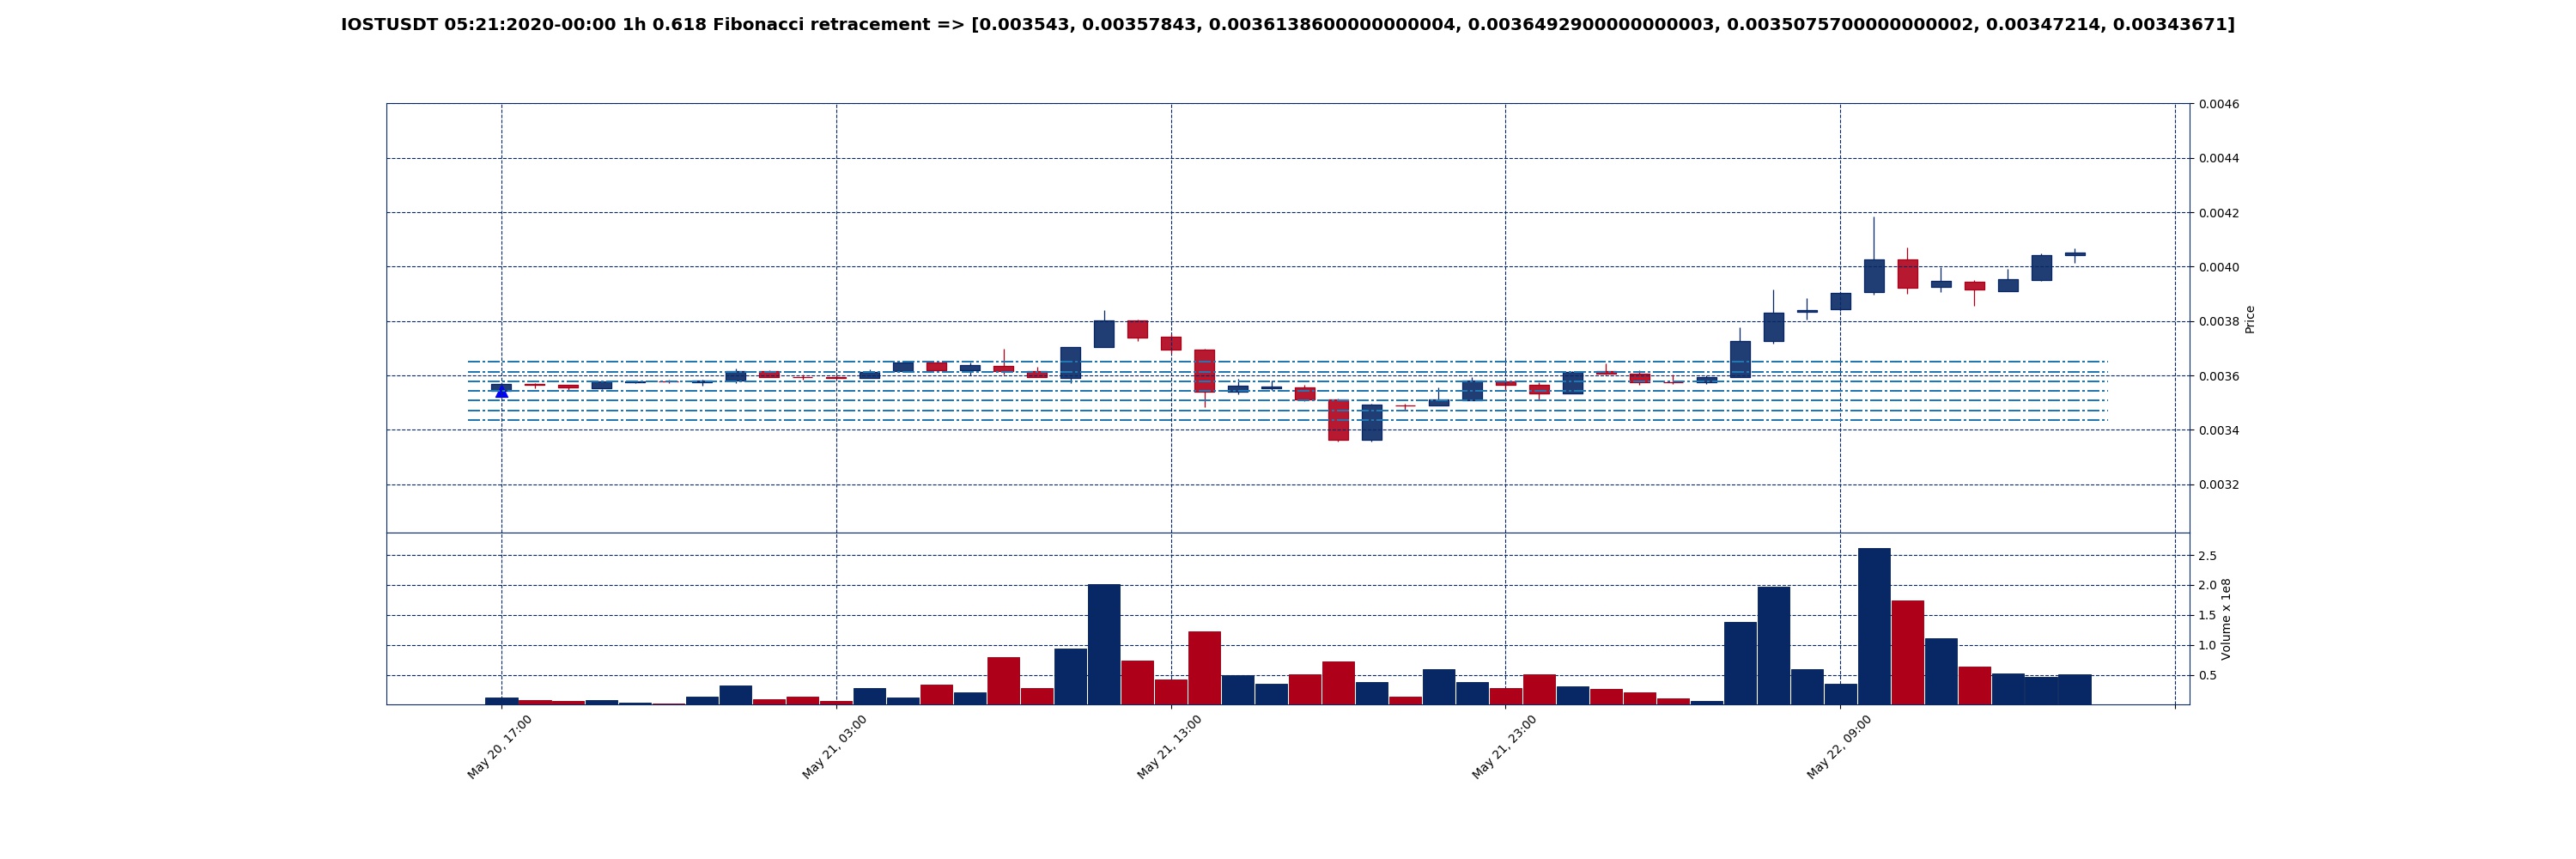 IOSTUSDT 05:21:2020-00:00 1h 0.618 Fibonacci retracement => [0.003543, 0.00357843, 0.0036138600000000004, 0.0036492900000000003, 0.0035075700000000002, 0.00347214, 0.00343671]
0.0046
0.0044
0.0042
0.0040
0.0038
Price
0.0036
0.0034
0.0032
2.5
2.0
1.5
1.0
0.5
Volume x 1e8
May 20, 17:00
May 21, 03:00
May 21, 13:00
May 21, 23:00
May 22, 09:00